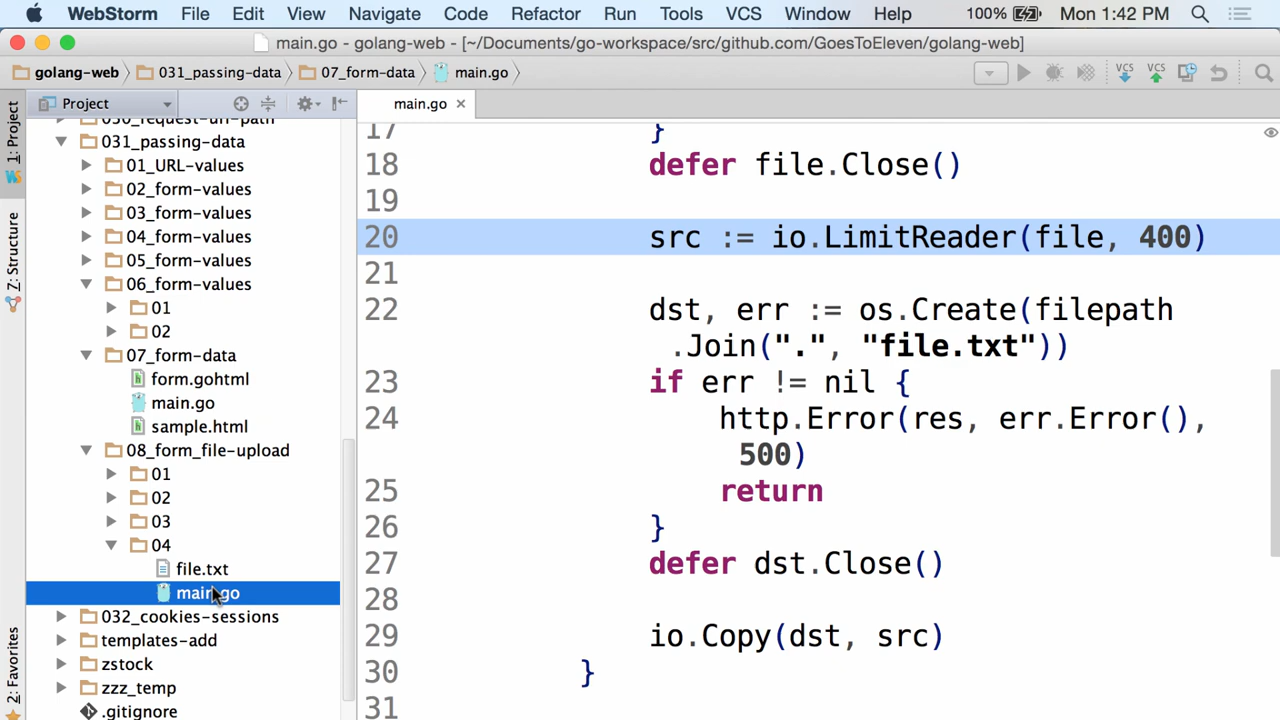 WebStorm File Edit View Navigate Code Refactor Run Tools VCS Window Help 100% Mon 1:42 PM
main.go - golang-web - [~/Documents/go-workspace/src/github.com/GoesToEleven/golang-web]
golang-web 031_passing-data 07_form-data main.go VCS VCS
1: Project
Z: Structure
2: Favorites
Project
030_request-url-path
031_passing-data
01_URL-values
02_form-values
03_form-values
04_form-values
05_form-values
06_form-values
01
02
07_form-data
form.gohtml
main.go
sample.html
08_form_file-upload
01
02
03
04
file.txt
main.go
032_cookies-sessions
templates-add
zstock
zzz_temp
.gitignore
main.go
17 }
18 defer file.Close()
19
20 src := io.LimitReader(file, 400)
21
22 dst, err := os.Create(filepath
.Join(".", "file.txt"))
23 if err != nil {
24 http.Error(res, err.Error(),
500)
25 return
26 }
27 defer dst.Close()
28
29 io.Copy(dst, src)
30 }
31